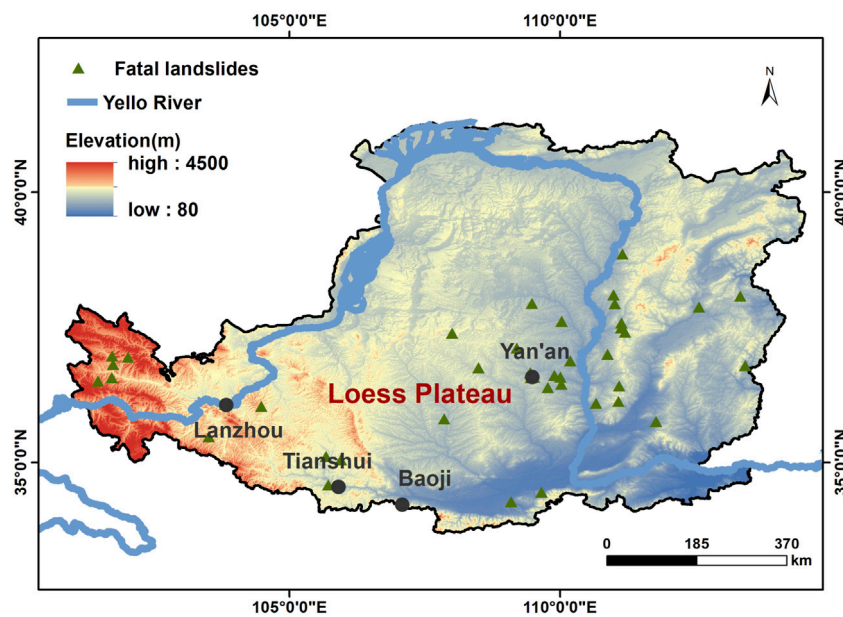 105°0'0"E
110°0'0"E
Fatal landslides
Yello River
Elevation(m)
high : 4500
low : 80
N
40°0'0"N
40°0'0"N
Yan'an
Loess Plateau
Lanzhou
Tianshui
Baoji
35°0'0"N
35°0'0"N
0
185
370
km
105°0'0"E
110°0'0"E